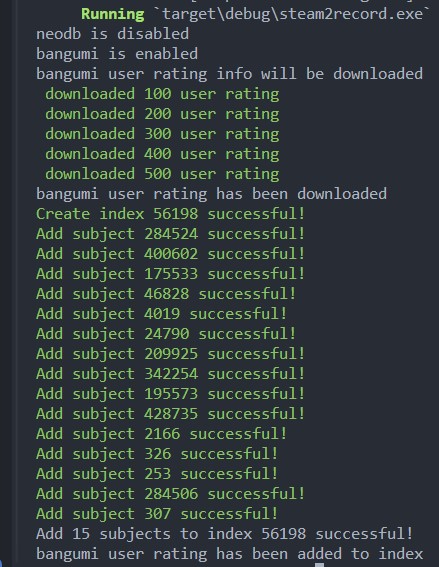 Running `target\debug\steam2record.exe`
neodb is disabled
bangumi is enabled
bangumi user rating info will be downloaded
downloaded 100 user rating
downloaded 200 user rating
downloaded 300 user rating
downloaded 400 user rating
downloaded 500 user rating
bangumi user rating has been downloaded
Create index 56198 successful!
Add subject 284524 successful!
Add subject 400602 successful!
Add subject 175533 successful!
Add subject 46828 successful!
Add subject 4019 successful!
Add subject 24790 successful!
Add subject 209925 successful!
Add subject 342254 successful!
Add subject 195573 successful!
Add subject 428735 successful!
Add subject 2166 successful!
Add subject 326 successful!
Add subject 253 successful!
Add subject 284506 successful!
Add subject 307 successful!
Add 15 subjects to index 56198 successful!
bangumi user rating has been added to index